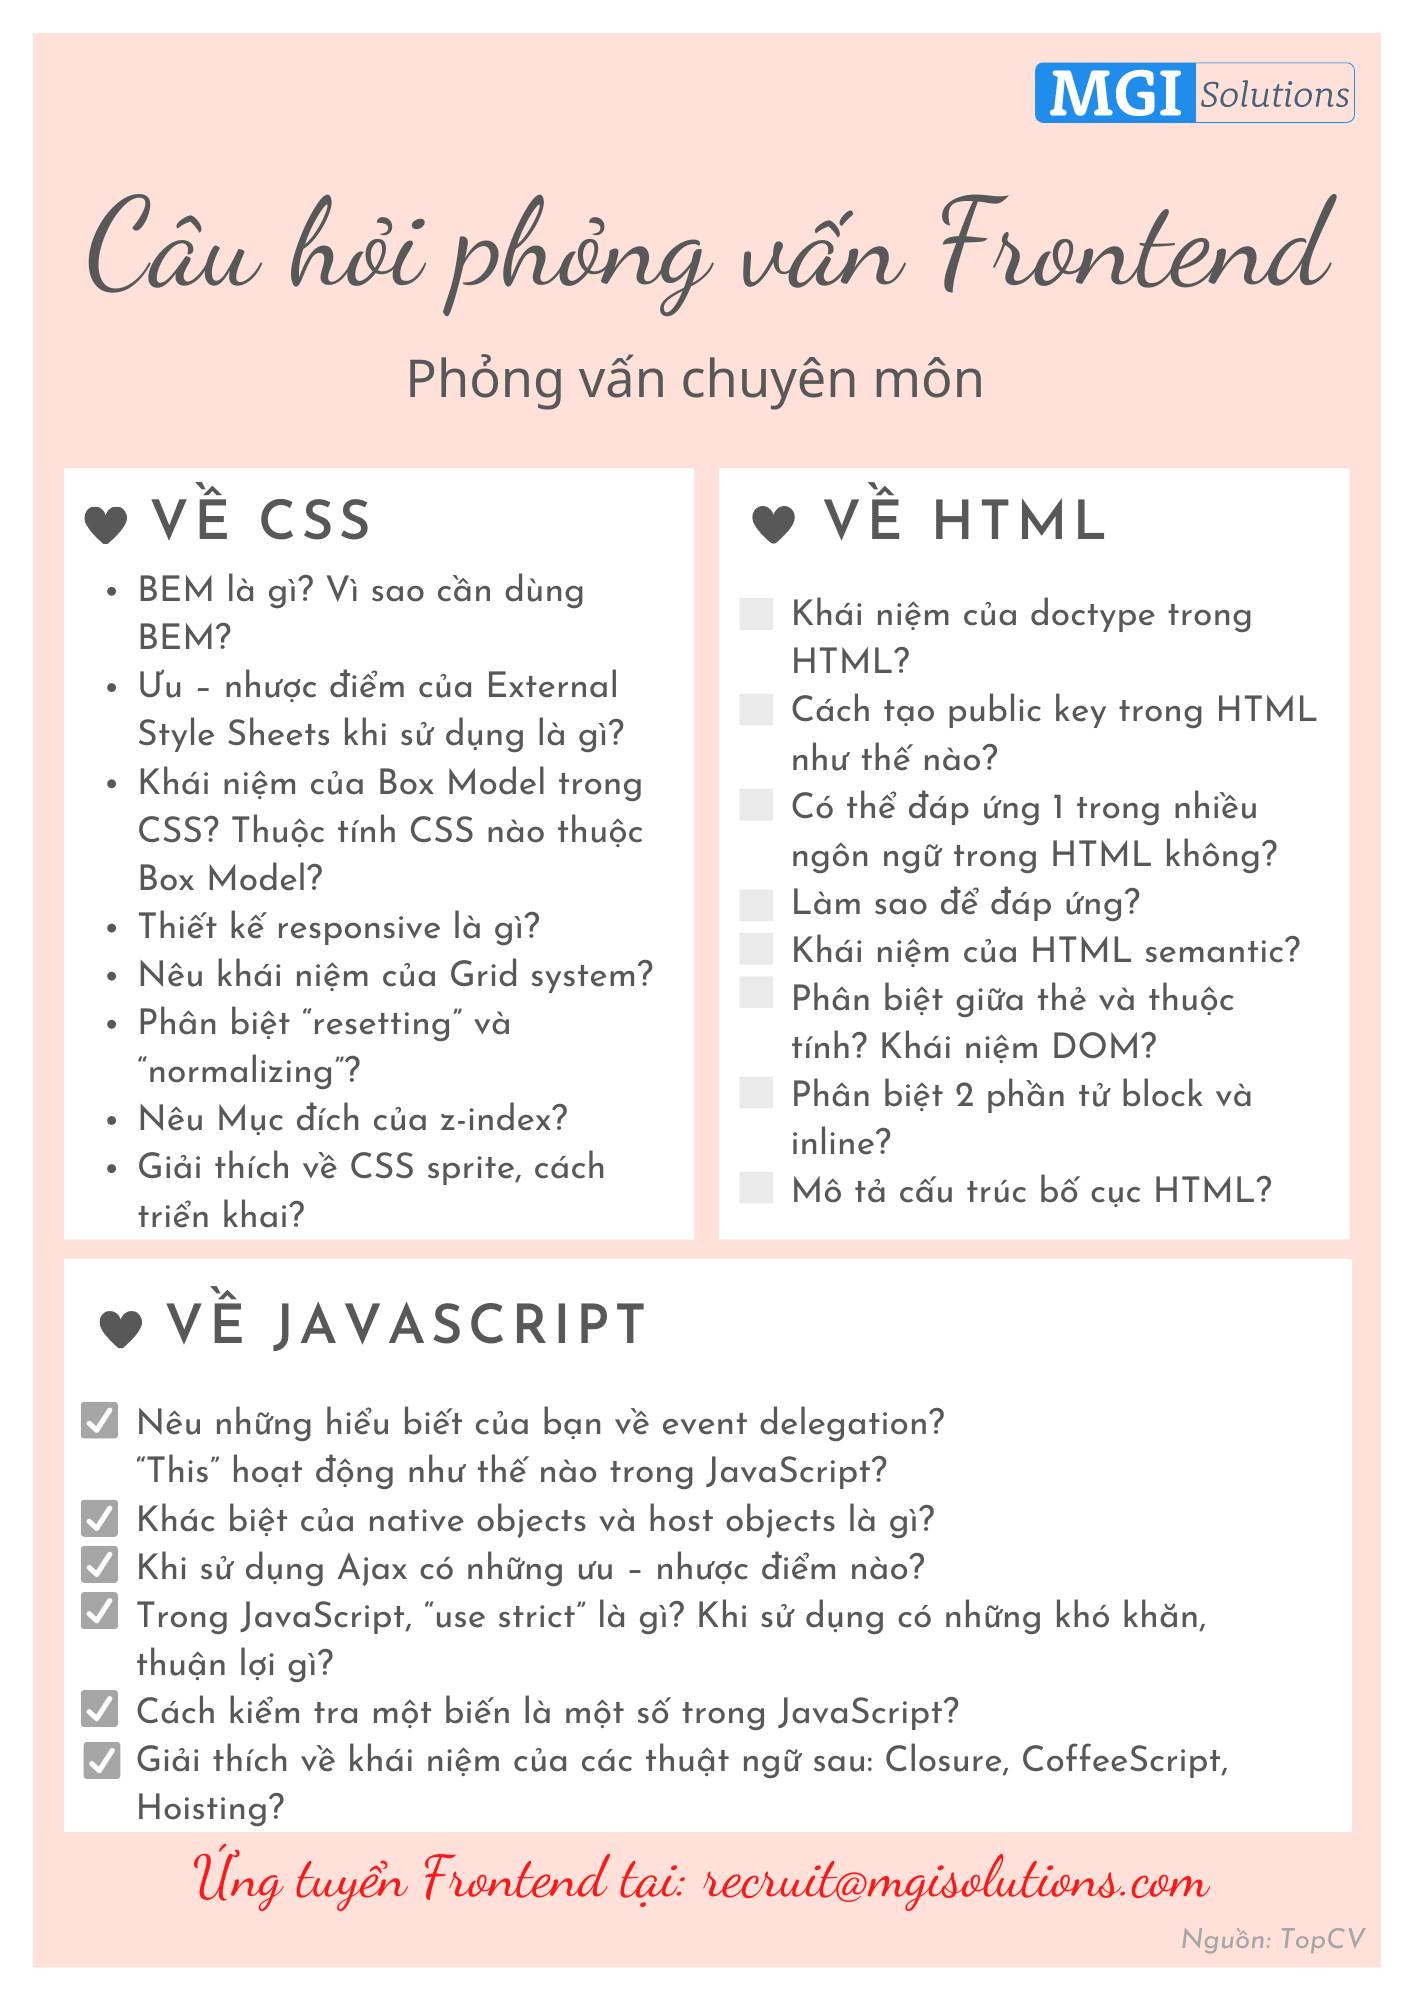 MGI Solutions
Câu hỏi phỏng vấn Frontend
Phỏng vấn chuyên môn
VỀ CSS
BEM là gì? Vì sao cần dùng
BEM?
Ưu – nhược điểm của External
Style Sheets khi sử dụng là gì?
Khái niệm của Box Model trong
CSS? Thuộc tính CSS nào thuộc
Box Model?
Thiết kế responsive là gì?
Nêu khái niệm của Grid system?
Phân biệt “resetting” và
“normalizing”?
Nêu Mục đích của z-index?
Giải thích về CSS sprite, cách
triển khai?
VỀ HTML
Khái niệm của doctype trong
HTML?
Cách tạo public key trong HTML
như thế nào?
Có thể đáp ứng 1 trong nhiều
ngôn ngữ trong HTML không?
Làm sao để đáp ứng?
Khái niệm của HTML semantic?
Phân biệt giữa thẻ và thuộc
tính? Khái niệm DOM?
Phân biệt 2 phần tử block và
inline?
Mô tả cấu trúc bố cục HTML?
VỀ JAVASCRIPT
Nêu những hiểu biết của bạn về event delegation?
“This” hoạt động như thế nào trong JavaScript?
Khác biệt của native objects và host objects là gì?
Khi sử dụng Ajax có những ưu – nhược điểm nào?
Trong JavaScript, “use strict” là gì? Khi sử dụng có những khó khăn,
thuận lợi gì?
Cách kiểm tra một biến là một số trong JavaScript?
Giải thích về khái niệm của các thuật ngữ sau: Closure, CoffeeScript,
Hoisting?
Ứng tuyển Frontend tại: recruit@mgisolutions.com
Nguồn: TopCV